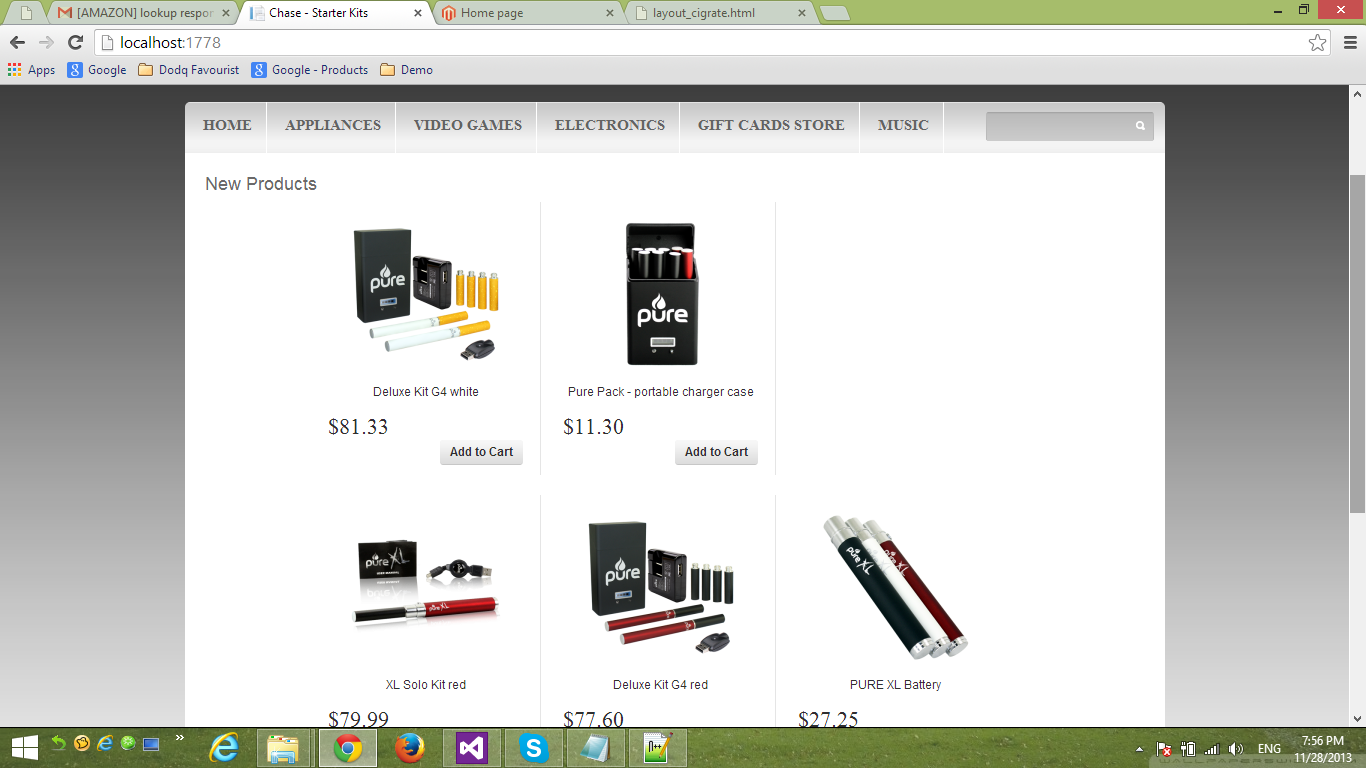 [AMAZON] lookup respor
Chase - Starter Kits
Home page
layout_cigrate.html
localhost:1778
Apps
Google
Dodq Favourist
Google - Products
Demo
HOME
APPLIANCES
VIDEO GAMES
ELECTRONICS
GIFT CARDS STORE
MUSIC
New Products
pure
pure
Deluxe Kit G4 white
Pure Pack - portable charger case
$81.33
$11.30
Add to Cart
Add to Cart
pure XL
pure XL
pure
pure XL
XL Solo Kit red
Deluxe Kit G4 red
PURE XL Battery
$79.99
$77.60
$27.25
ENG
7:56 PM
11/28/2013